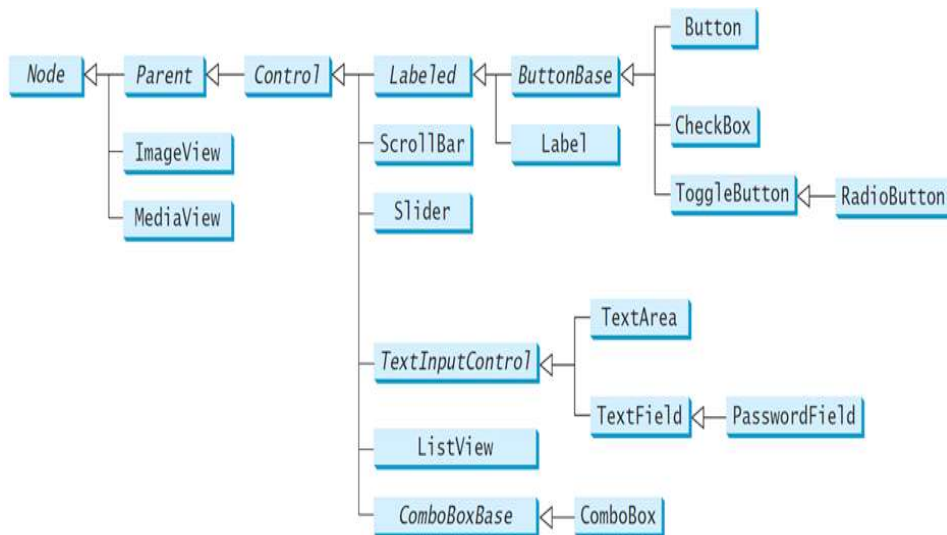 Button
Node
Parent
Control
Labeled
ButtonBase
ScrollBar
Label
CheckBox
ImageView
ToggleButton
RadioButton
MediaView
Slider
TextArea
TextInputControl
TextField
PasswordField
ListView
ComboBoxBase
ComboBox